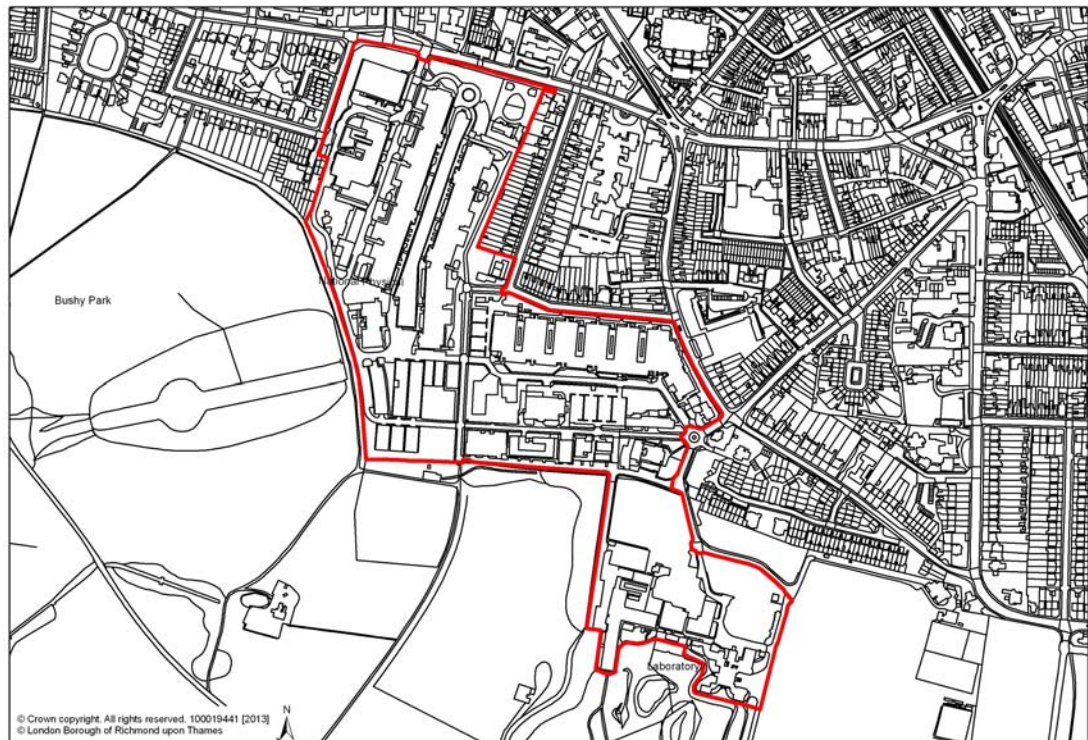 National Physical
Bushy Park
Laboratory
N
© Crown copyright. All rights reserved. 100019441 [2013]
© London Borough of Richmond upon Thames